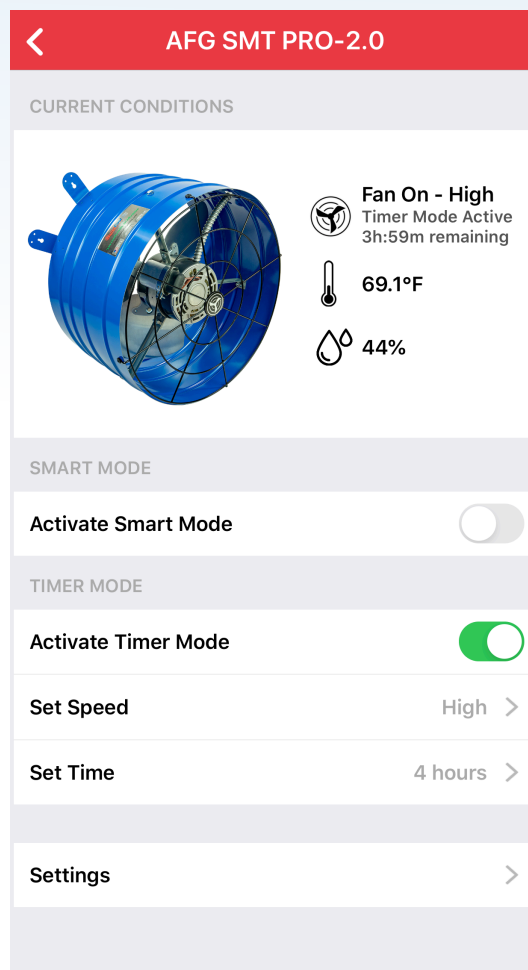 AFG SMT PRO-2.0
CURRENT CONDITIONS
Fan On - High
Timer Mode Active
3h:59m remaining
69.1°F
44%
SMART MODE
Activate Smart Mode
TIMER MODE
Activate Timer Mode
Set Speed High
Set Time 4 hours
Settings